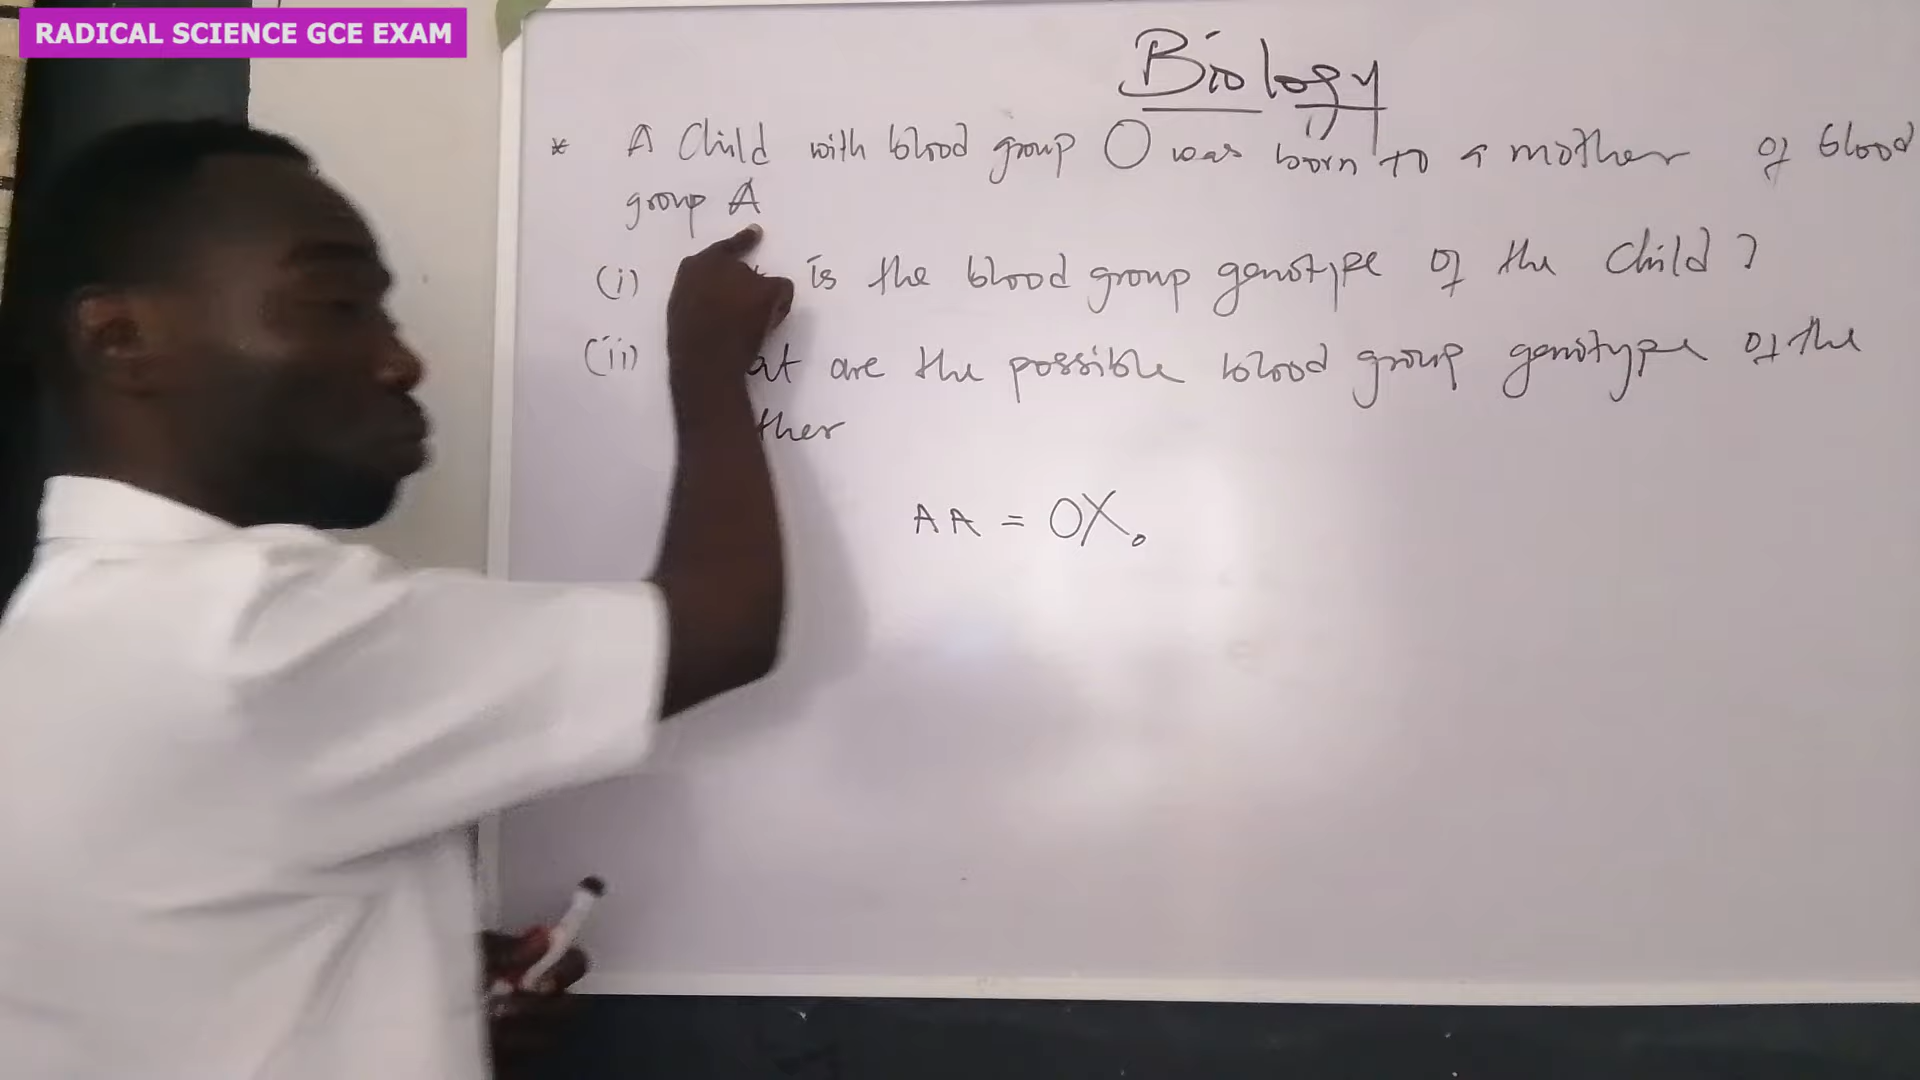 RADICAL SCIENCE GCE EXAM
Biology
* A Child with blood group O was born to a mother of blood
group A
(i) is the blood group genotype of the child?
(ii) at are the possible blood group genotype of the
ther
AA = OX.